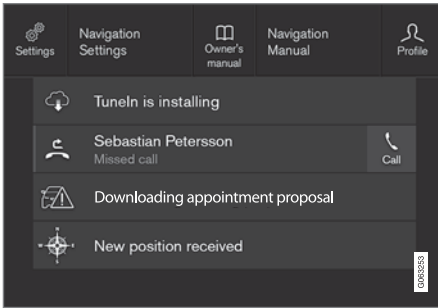 Settings
Navigation
Settings
Owner's
manual
Navigation
Manual
Profile
TuneIn is installing
Sebastian Petersson
Missed call
Call
Downloading appointment proposal
New position received
G063253